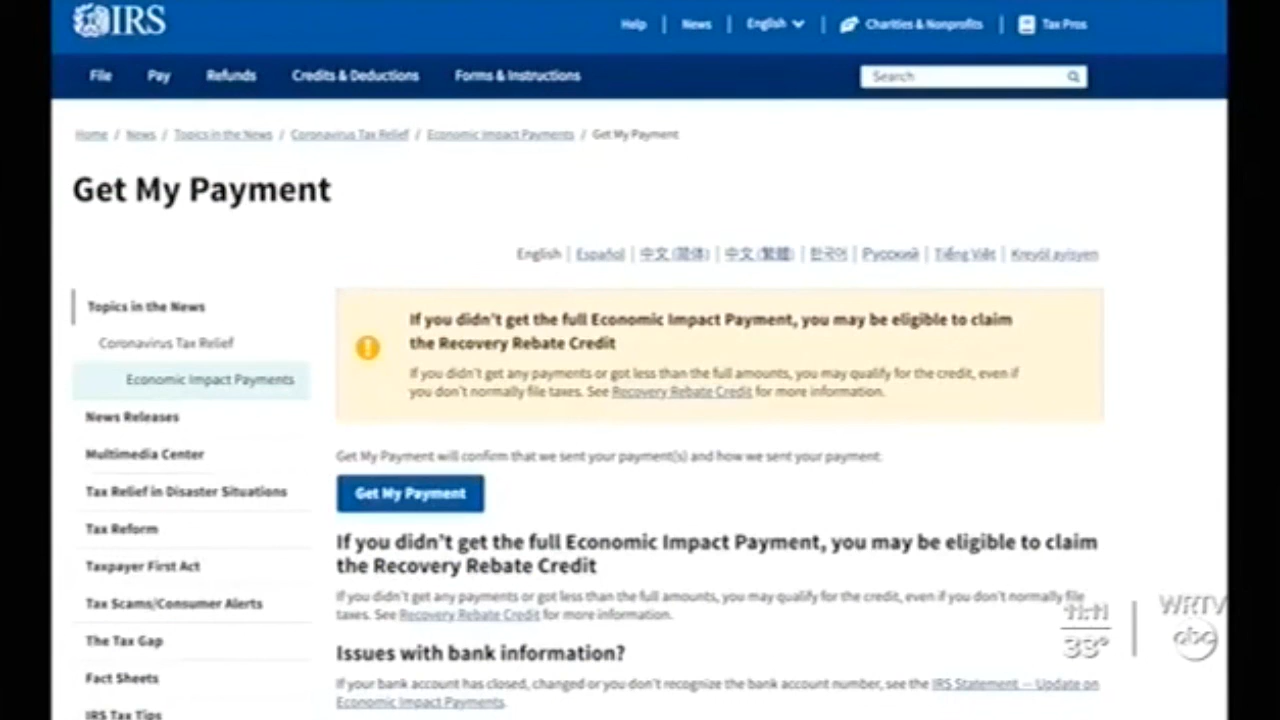 IRS
Help
News
English
Charities & Nonprofits
Tax Pros
File
Pay
Refunds
Credits & Deductions
Forms & Instructions
Search
Home / News / Topics in the News / Coronavirus Tax Relief / Economic Impact Payments / Get My Payment
Get My Payment
English | Español | 中文 (简体) | 中文 (繁體) | 한국어 | Русский | Tiếng Việt | Kreyòl ayisyen
Topics in the News
Coronavirus Tax Relief
Economic Impact Payments
News Releases
Multimedia Center
Tax Relief in Disaster Situations
Tax Reform
Taxpayer First Act
Tax Scams/Consumer Alerts
The Tax Gap
Fact Sheets
IRS Tax Tips
If you didn't get the full Economic Impact Payment, you may be eligible to claim
the Recovery Rebate Credit
If you didn't get any payments or got less than the full amounts, you may qualify for the credit, even if
you don't normally file taxes. See Recovery Rebate Credit for more information.
Get My Payment will confirm that we sent your payment(s) and how we sent your payment.
Get My Payment
If you didn't get the full Economic Impact Payment, you may be eligible to claim
the Recovery Rebate Credit
If you didn't get any payments or got less than the full amounts, you may qualify for the credit, even if you don't normally file
taxes. See Recovery Rebate Credit for more information.
Issues with bank information?
If your bank account has closed, changed or you don't recognize the bank account number, see the IRS Statement — Update on
Economic Impact Payments.
11:11
33°
WRTV
abc